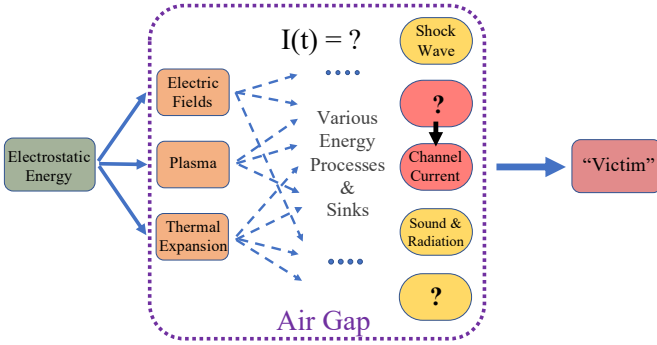 I(t) = ?
Shock
Wave
Electric
Fields
?
Various
Energy
Processes
&
Sinks
Electrostatic
Energy
Plasma
Channel
Current
“Victim”
Thermal
Expansion
Sound &
Radiation
?
Air Gap